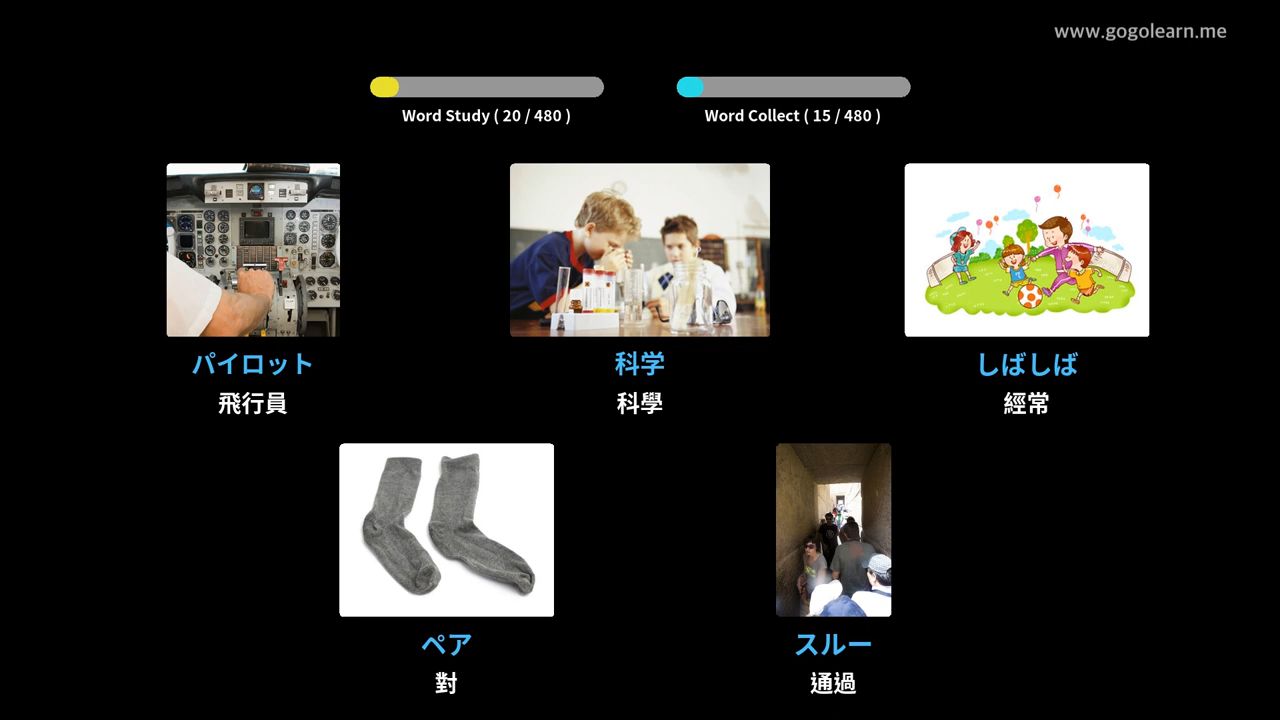 www.gogolearn.me
Word Study ( 20 / 480 )
Word Collect ( 15 / 480 )
パイロット
飛行員
科学
科學
しばしば
經常
ペア
對
スルー
通過